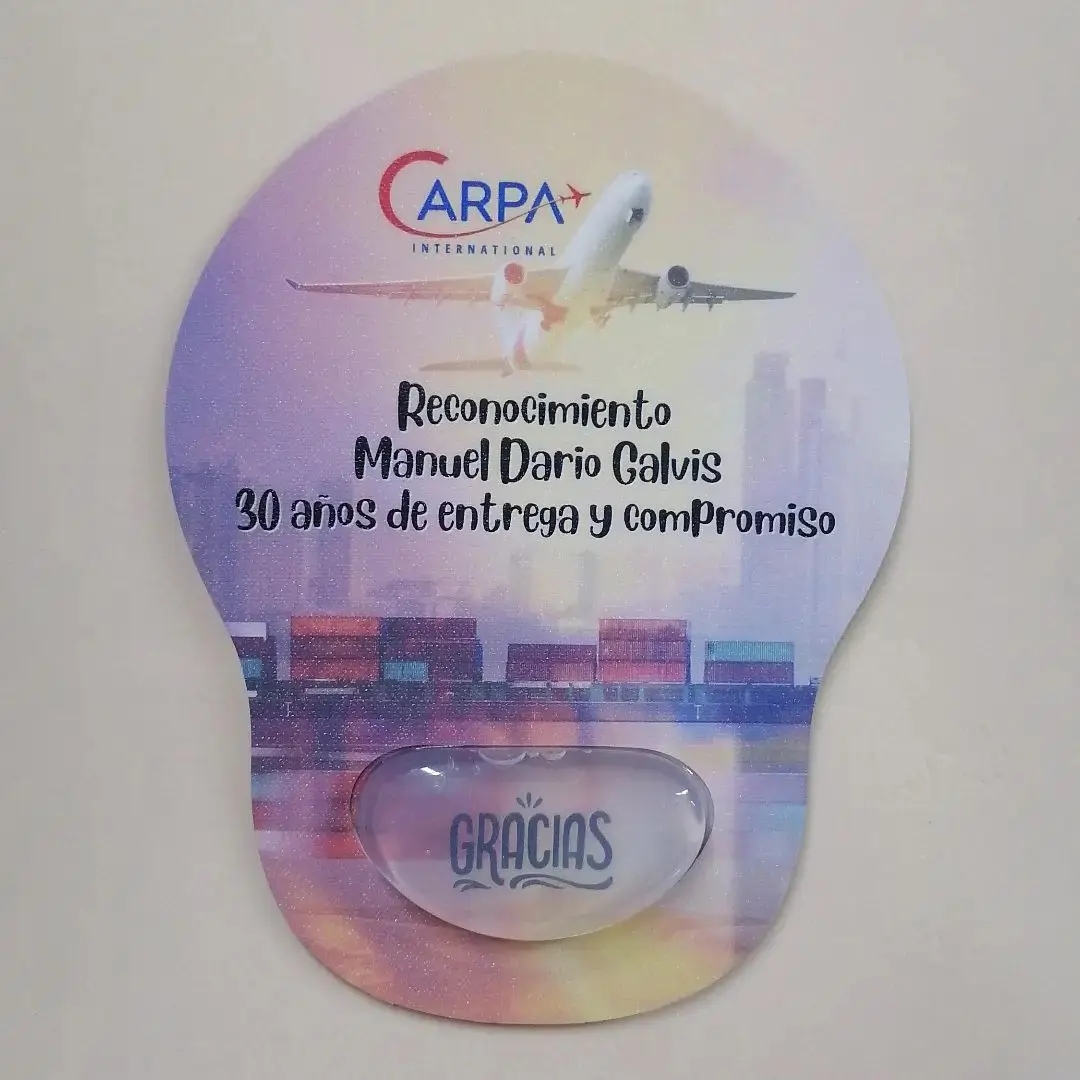 CARPA
INTERNATIONAL
Reconocimiento
Manuel Dario Galvis
30 años de entrega y compromiso
GRACIAS